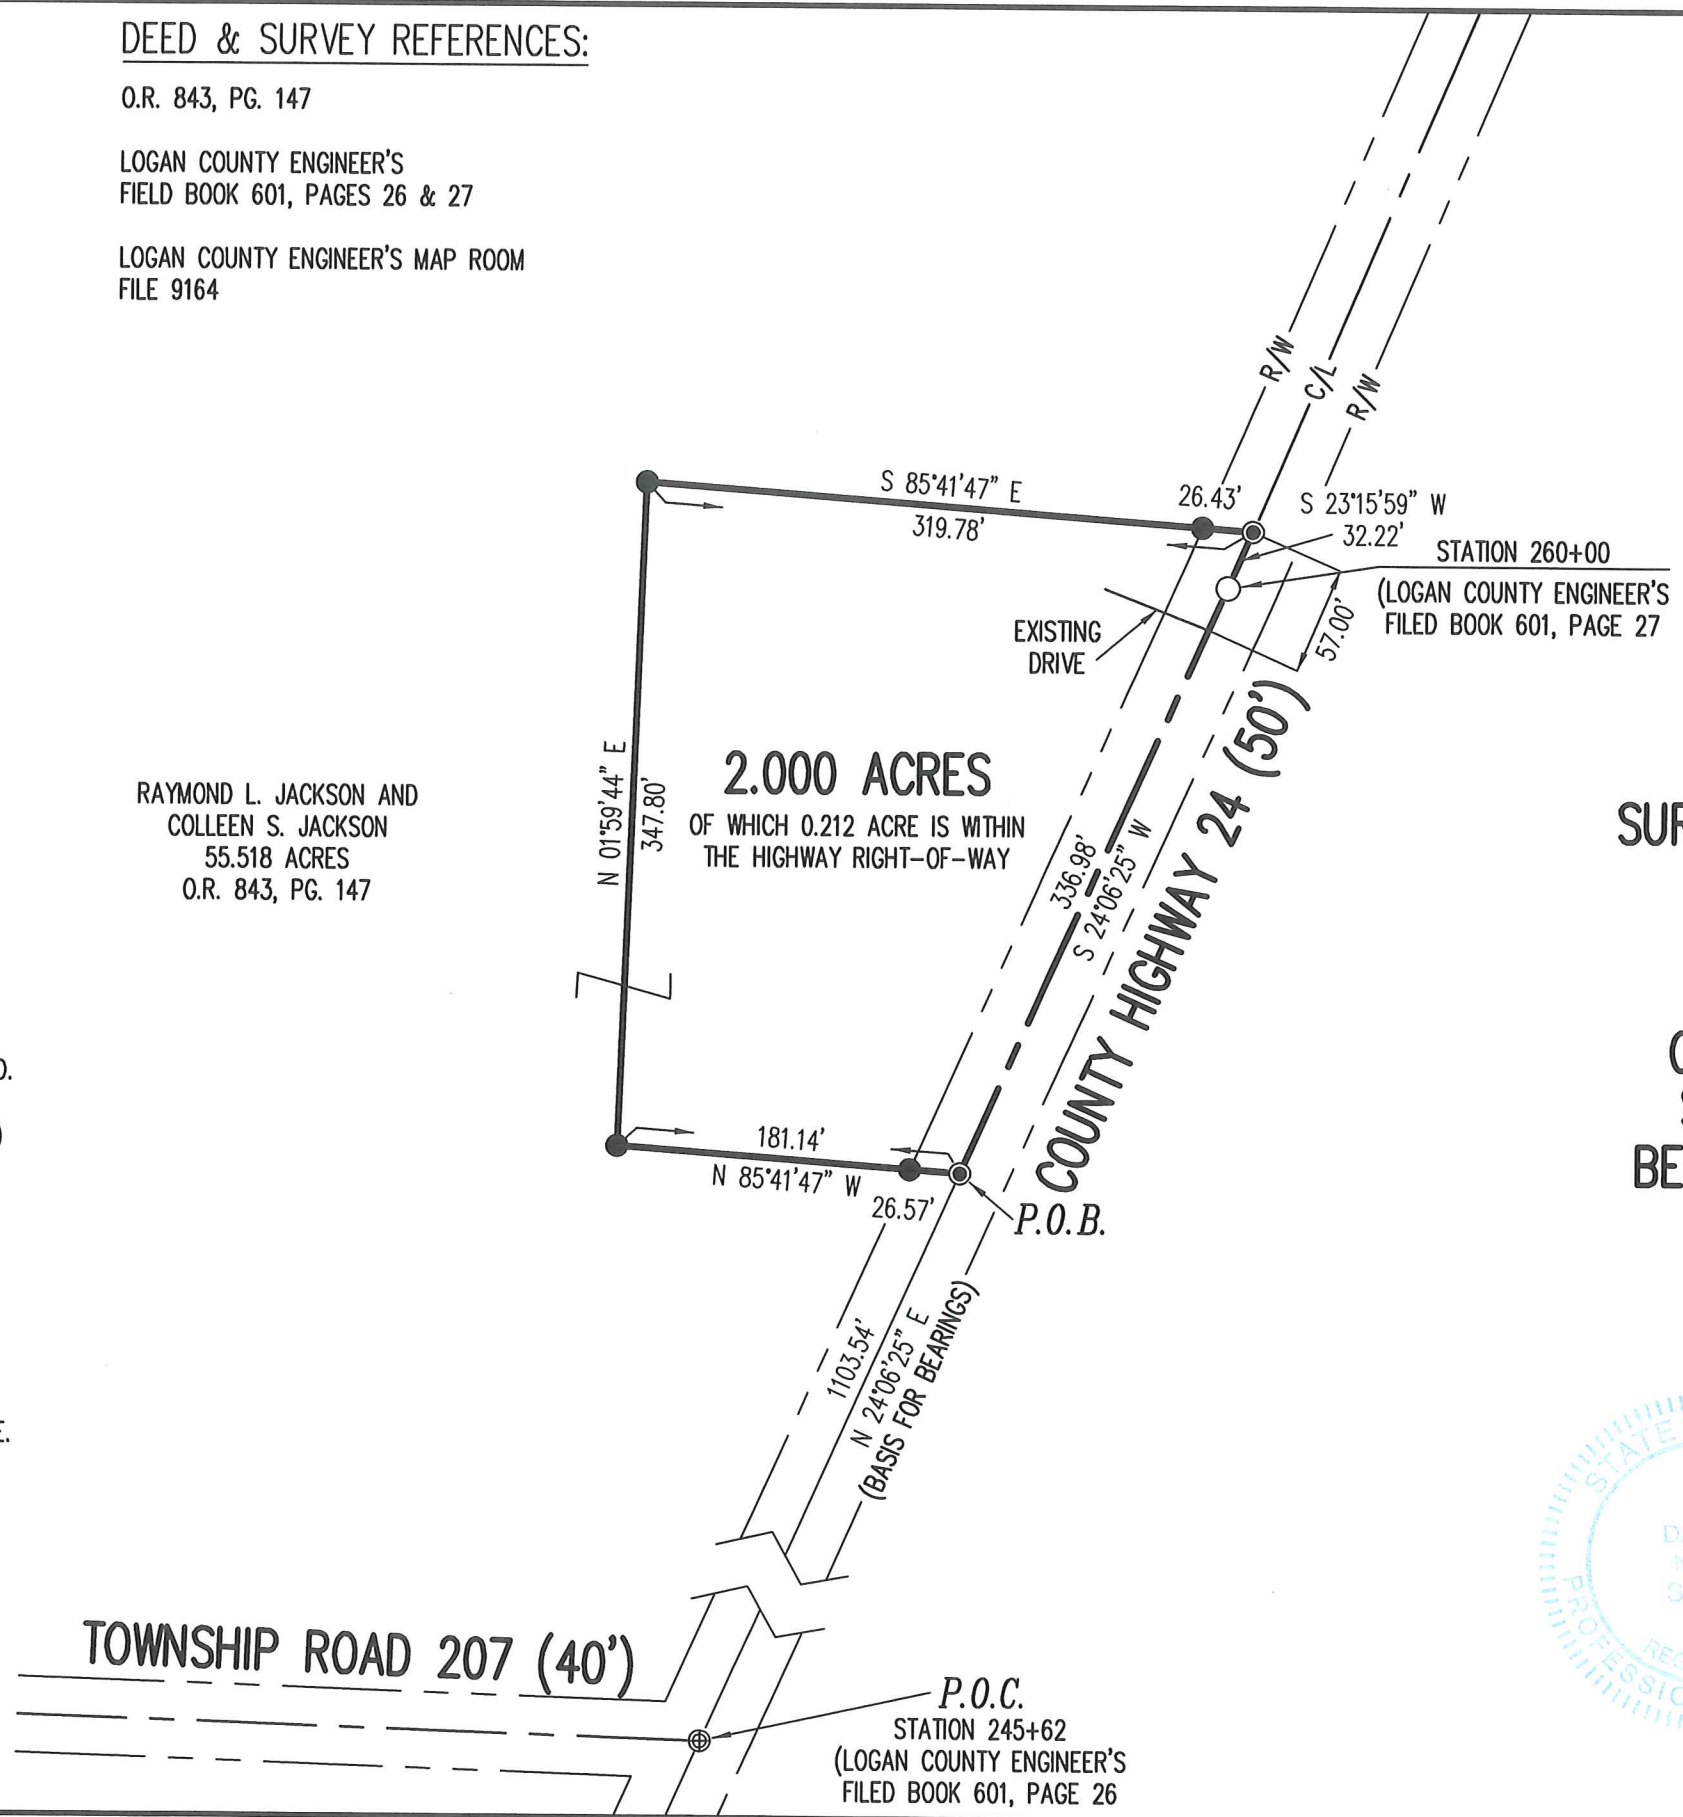 DEED & SURVEY REFERENCES:
O.R. 843, PG. 147
LOGAN COUNTY ENGINEER'S
FIELD BOOK 601, PAGES 26 & 27
LOGAN COUNTY ENGINEER'S MAP ROOM
FILE 9164
R/W
C/L
R/W
S 85°41'47" E
319.78'
26.43'
S 23°15'59" W
32.22'
STATION 260+00
(LOGAN COUNTY ENGINEER'S
FILED BOOK 601, PAGE 27
57.00'
EXISTING
DRIVE
N 01°59'44" E
347.80'
2.000 ACRES
OF WHICH 0.212 ACRE IS WITHIN
THE HIGHWAY RIGHT-OF-WAY
RAYMOND L. JACKSON AND
COLLEEN S. JACKSON
55.518 ACRES
O.R. 843, PG. 147
336.98'
S 24°06'25" W
COUNTY HIGHWAY 24 (50')
SUR
BE
181.14'
N 85°41'47" W
26.57'
P.O.B.
1103.54'
N 24°06'25" E
(BASIS FOR BEARINGS)
STATE
PROFESSIO
REG
TOWNSHIP ROAD 207 (40')
P.O.C.
STATION 245+62
(LOGAN COUNTY ENGINEER'S
FILED BOOK 601, PAGE 26